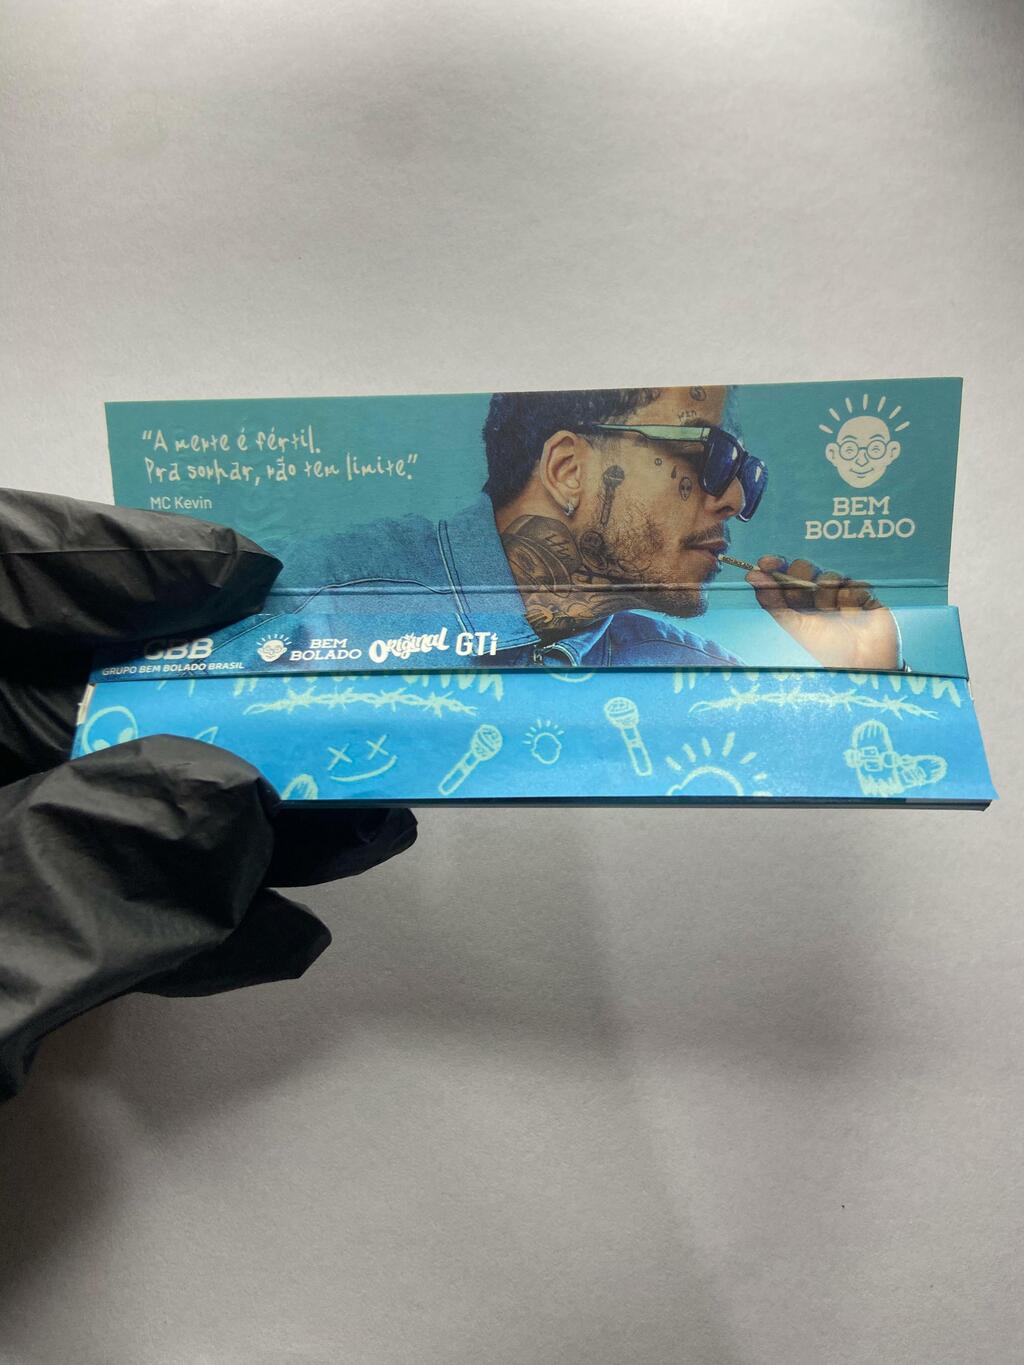 “A mente é fértil.
Pra sonhar, não tem limite.”
MC Kevin
BEM
BOLADO
GBB
GRUPO BEM BOLADO BRASIL
BEM
BOLADO
Original
GTi